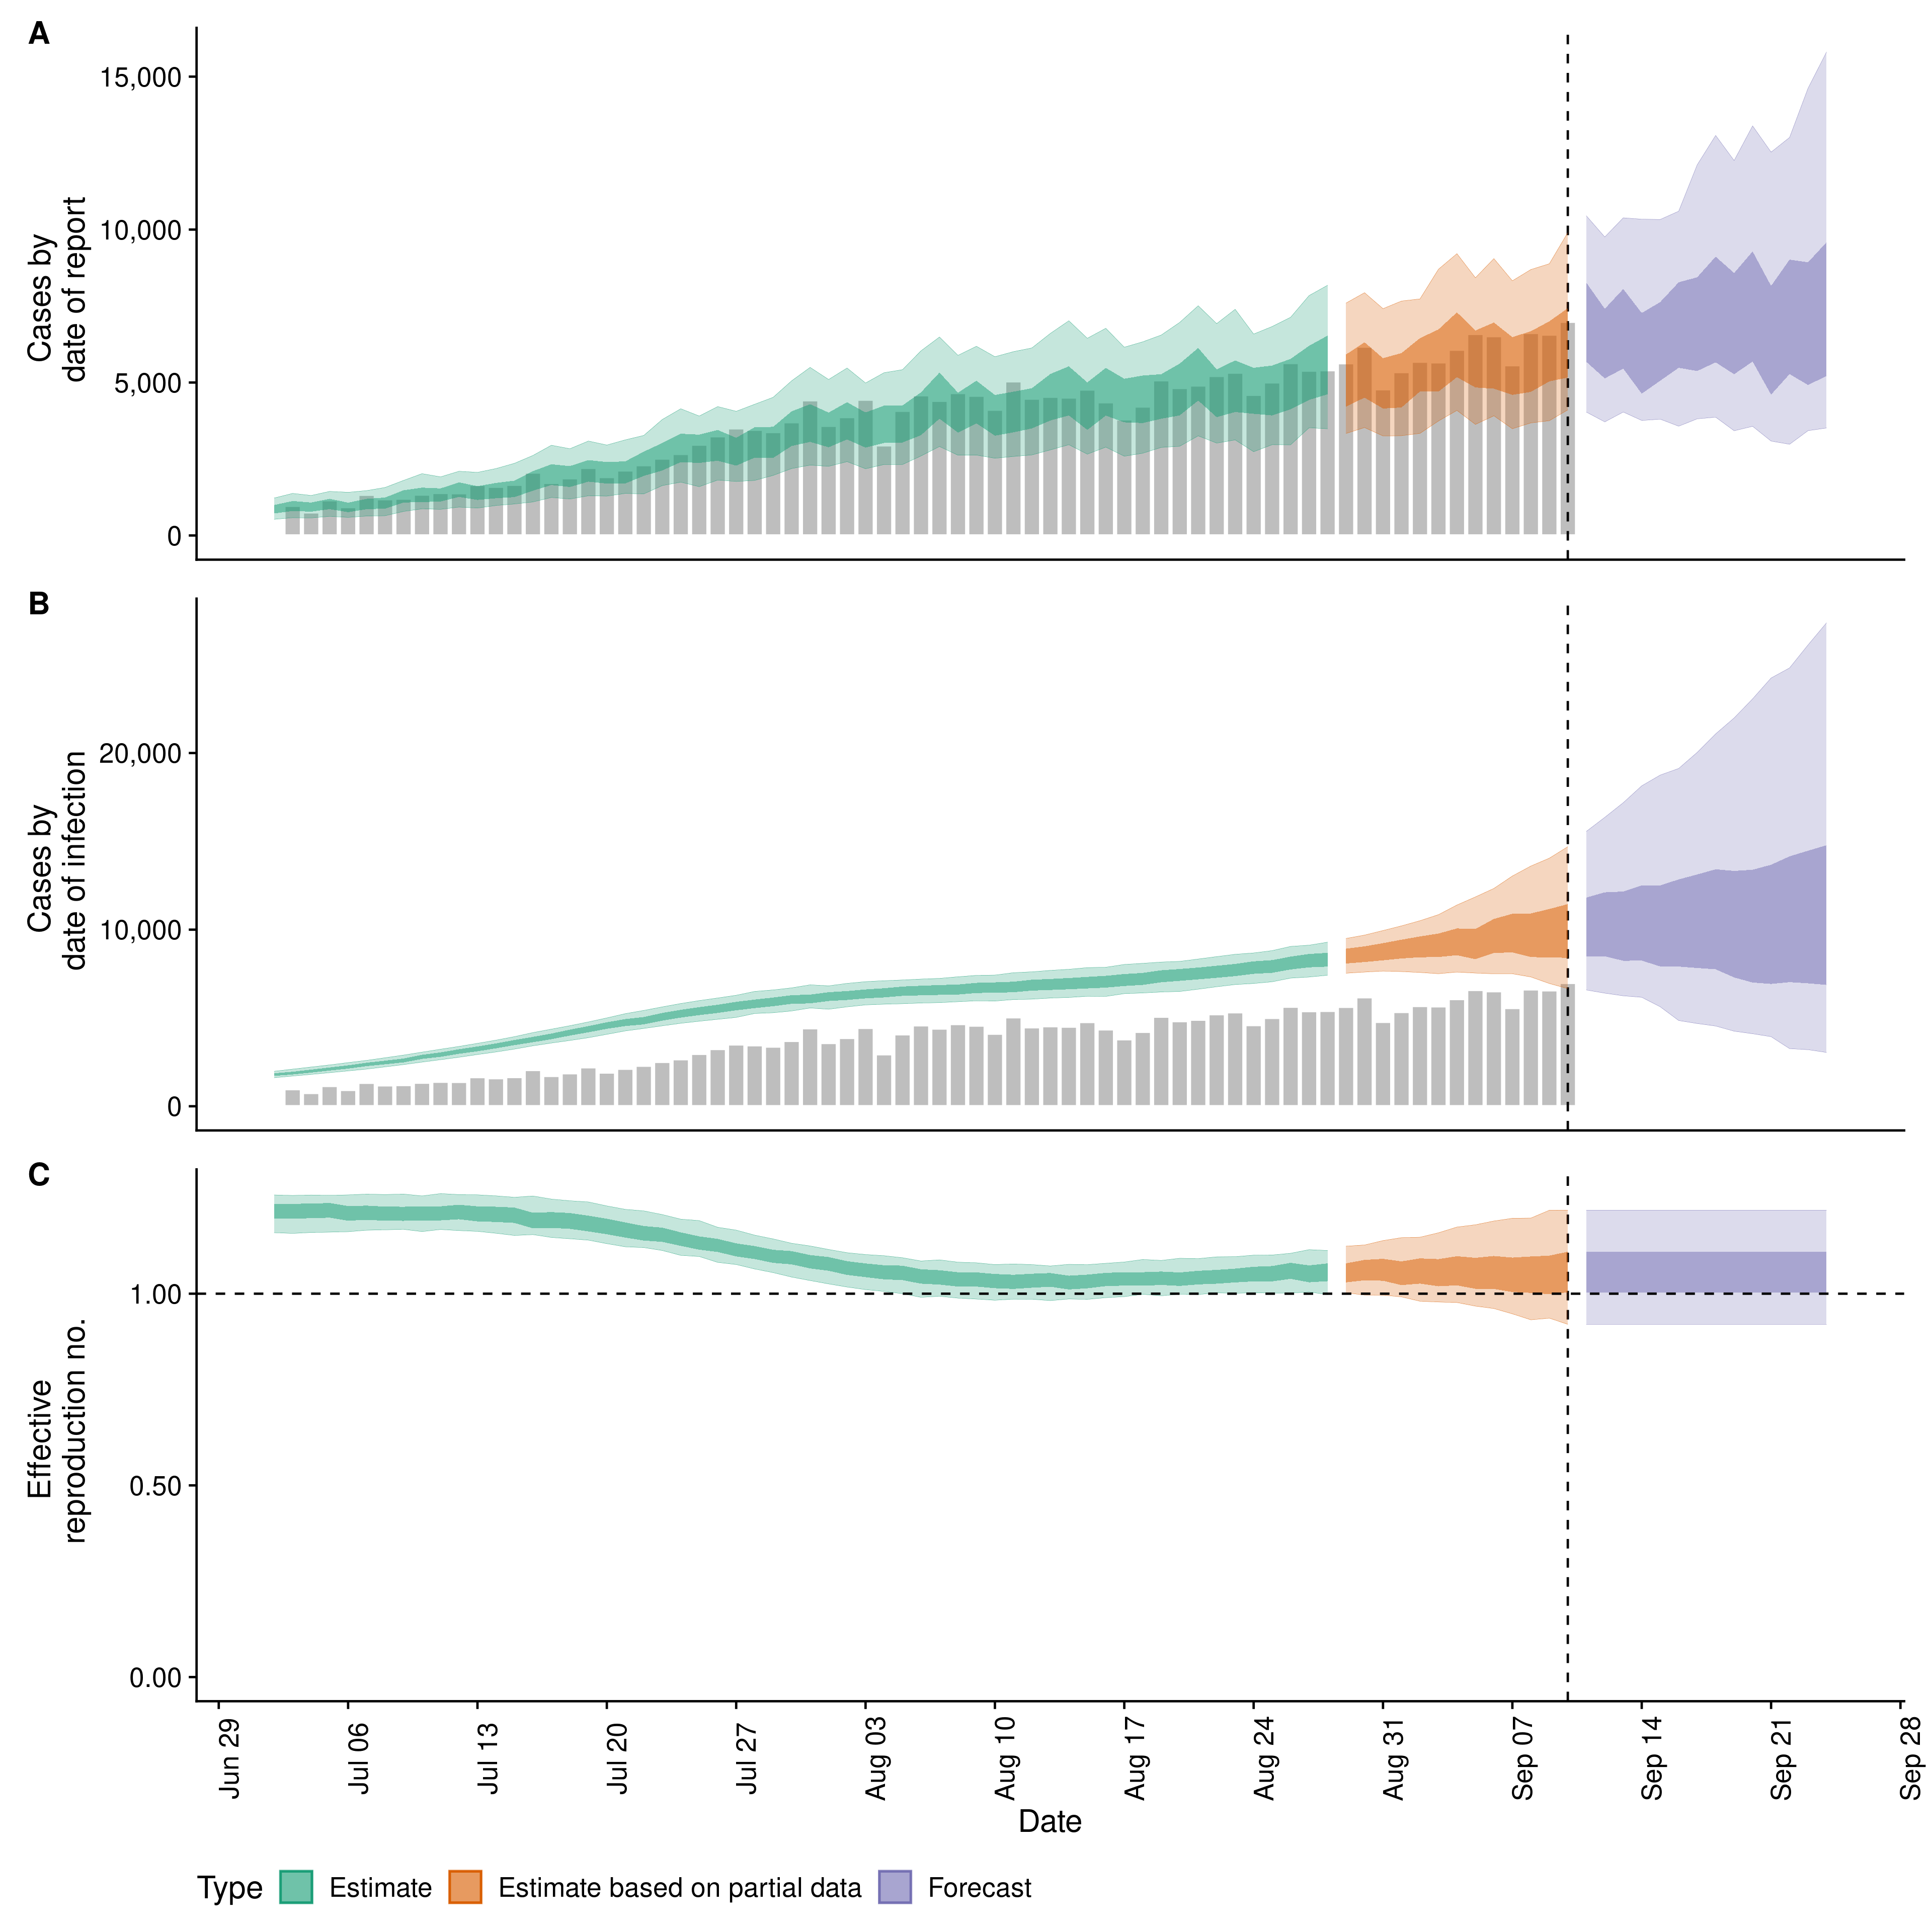 A
Cases by
date of report
15,000
10,000
5,000
0
B
Cases by
date of infection
20,000
10,000
0
C
Effective
reproduction no.
1.00
0.50
0.00
Jun 29
Jul 06
Jul 13
Jul 20
Jul 27
Aug 03
Aug 10
Aug 17
Aug 24
Aug 31
Sep 07
Sep 14
Sep 21
Sep 28
Date
Type Estimate Estimate based on partial data Forecast